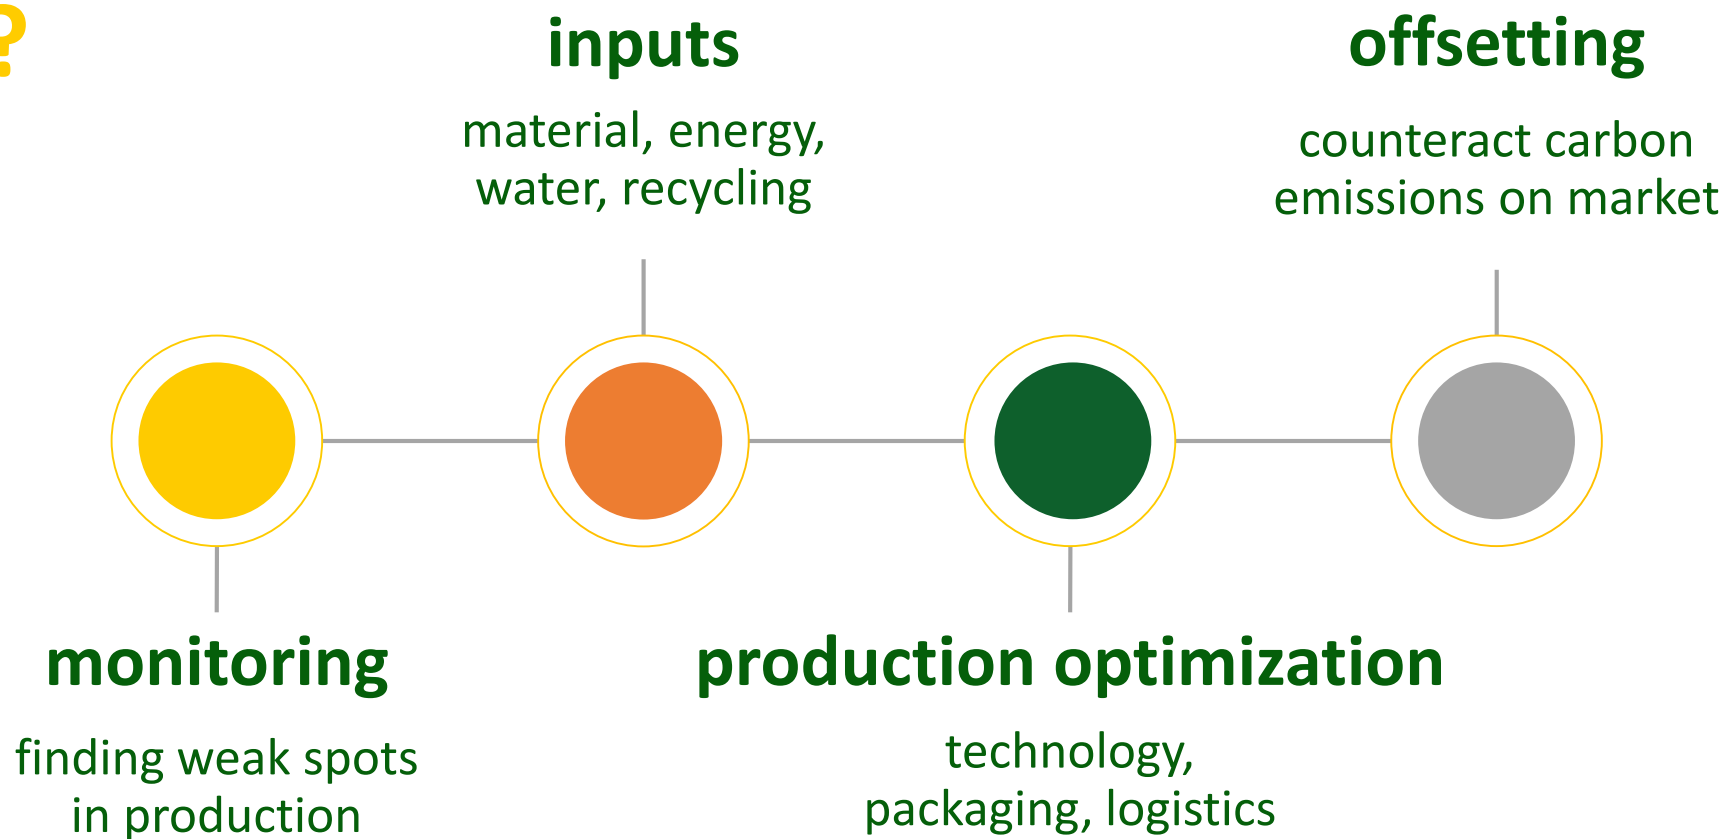 ?
inputs
material, energy,
water, recycling
offsetting
counteract carbon
emissions on market
monitoring
finding weak spots
in production
production optimization
technology,
packaging, logistics